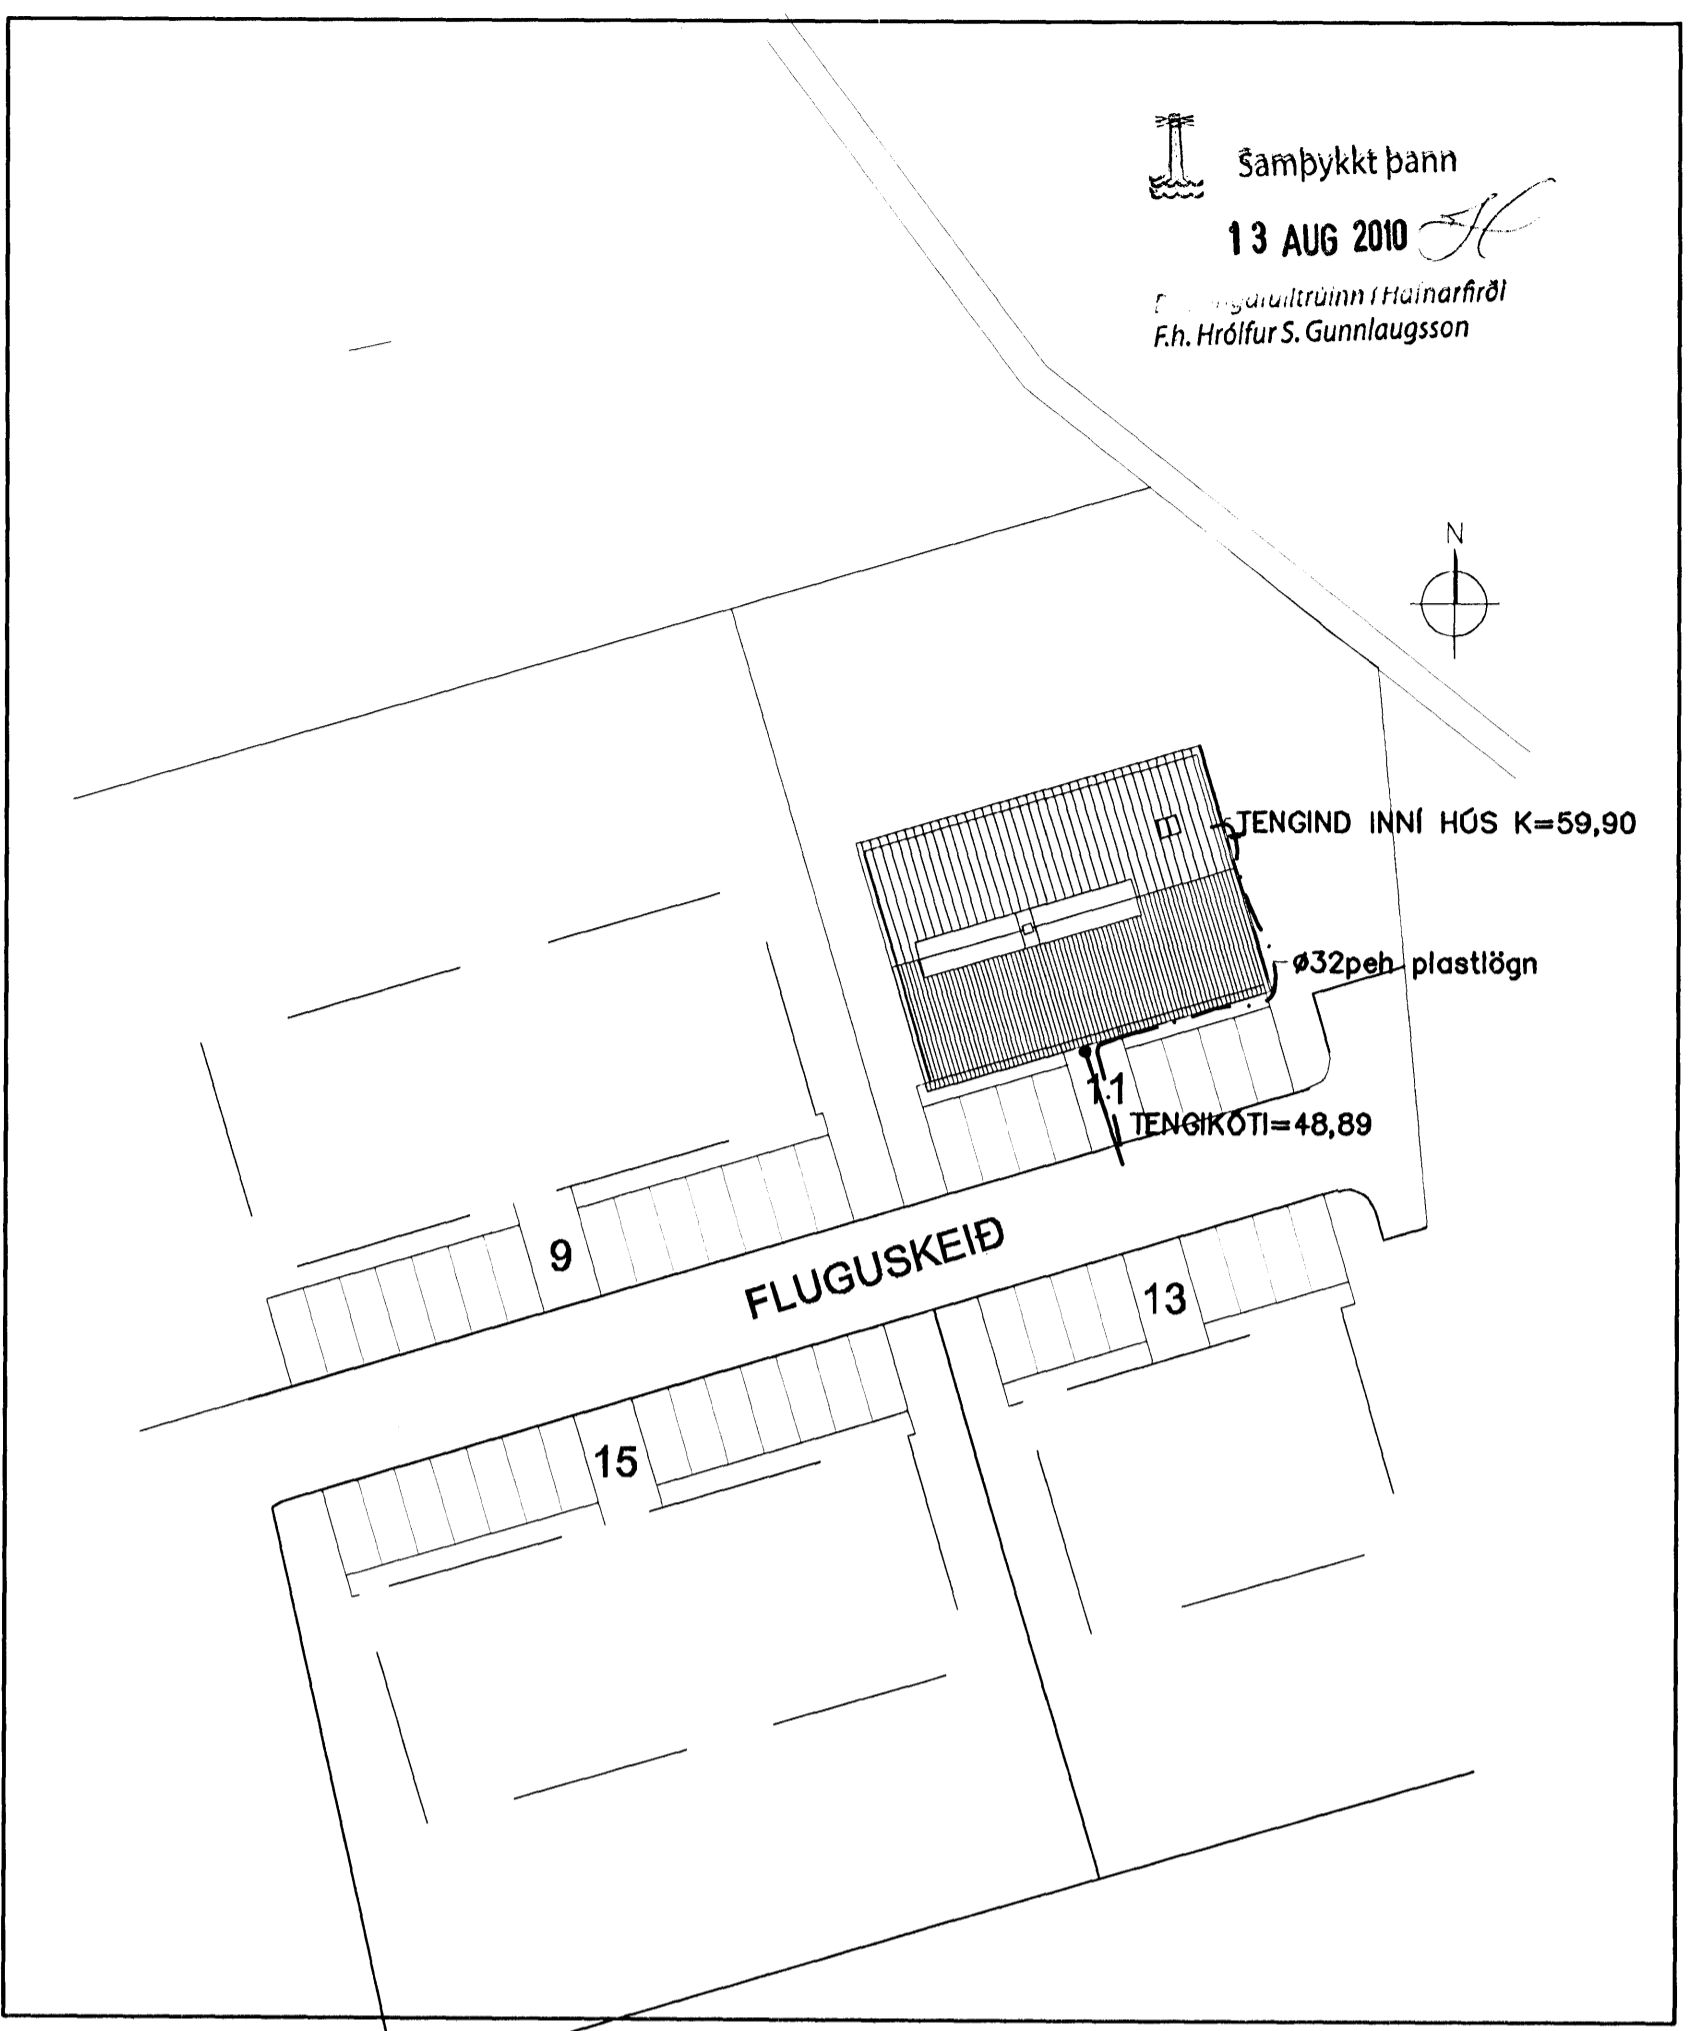 Samþykkt þann
13 AUG 2010
í Hafnarfirði
F.h. Hrólfur S. Gunnlaugsson
N
TENGIND INNÍ HÚS K=59,90
ø32peh plastlögn
11
TENGIKÓTI=48,89
9
FLUGUSKEIÐ
13
15